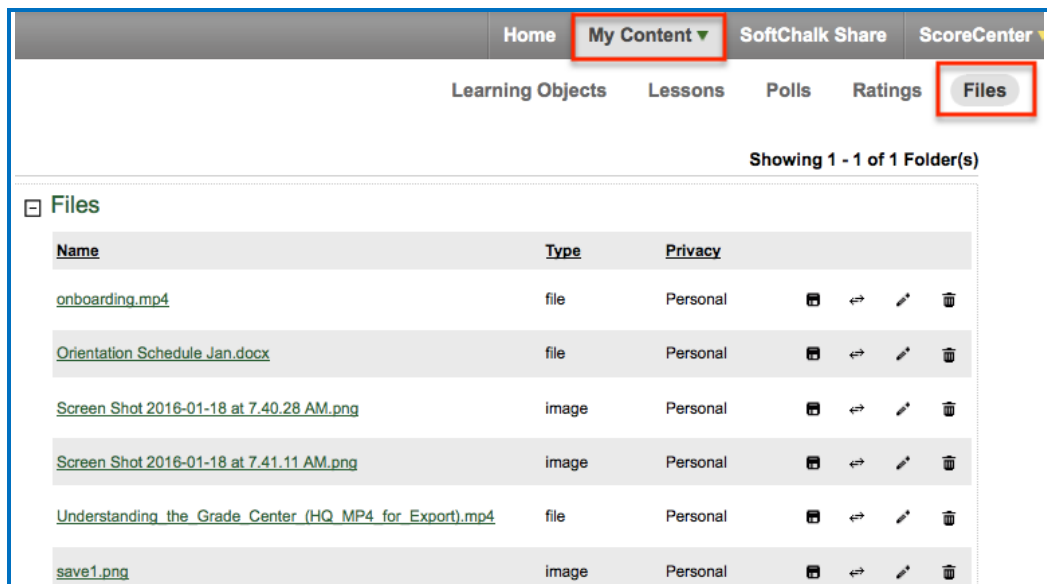 Home My Content ▼ SoftChalk Share ScoreCenter
Learning Objects Lessons Polls Ratings Files
Showing 1 - 1 of 1 Folder(s)
Files
Name Type Privacy
onboarding.mp4 file Personal
Orientation Schedule Jan.docx file Personal
Screen Shot 2016-01-18 at 7.40.28 AM.png image Personal
Screen Shot 2016-01-18 at 7.41.11 AM.png image Personal
Understanding_the_Grade_Center_(HQ_MP4_for_Export).mp4 file Personal
save1.png image Personal